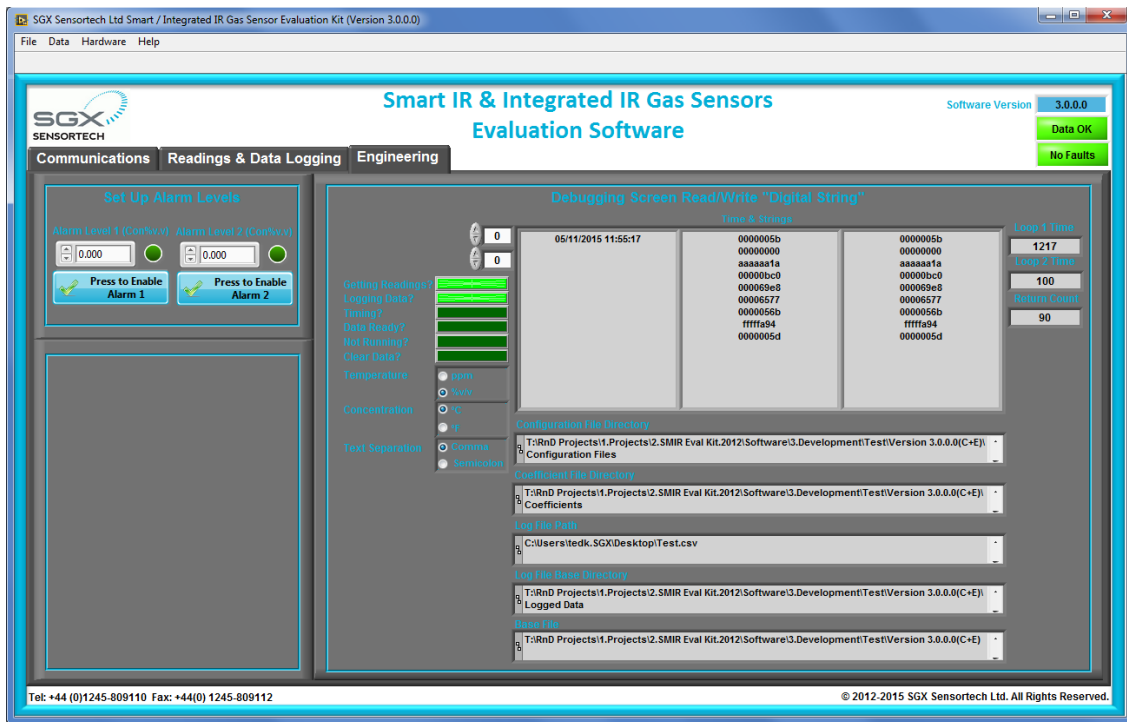 SGX Sensortech Ltd Smart / Integrated IR Gas Sensor Evaluation Kit (Version 3.0.0.0)
File Data Hardware Help
SGX
SENSORTECH
Smart IR & Integrated IR Gas Sensors
Evaluation Software
Software Version 3.0.0.0
Data OK
No Faults
Communications Readings & Data Logging Engineering
Set Up Alarm Levels
Alarm Level 1 (Con%v.v) Alarm Level 2 (Con%v.v)
0.000 0.000
Press to Enable Alarm 1
Press to Enable Alarm 2
Debugging Screen Read/Write "Digital String"
Time & Strings
0
0
Getting Readings?
Logging Data?
Timing?
Data Ready?
Not Running?
Clear Data?
Temperature
ppm
%v/v
Concentration
°C
°F
Text Separation
Comma
Semicolon
05/11/2015 11:55:17
0000005b 0000005b
00000000 00000000
aaaaaa1a aaaaaa1a
00000bc0 00000bc0
000069e8 000069e8
00006577 00006577
0000056b 0000056b
fffffa94 fffffa94
0000005d 0000005d
Loop 1 Time
1217
Loop 2 Time
100
Return Count
90
Configuration File Directory
T:\RnD Projects\1.Projects\2.SMIR Eval Kit.2012\Software\3.Development\Test\Version 3.0.0.0(C+E)\
Configuration Files
Coefficient File Directory
T:\RnD Projects\1.Projects\2.SMIR Eval Kit.2012\Software\3.Development\Test\Version 3.0.0.0(C+E)\
Coefficients
Log File Path
C:\Users\tedk.SGX\Desktop\Test.csv
Log File Base Directory
T:\RnD Projects\1.Projects\2.SMIR Eval Kit.2012\Software\3.Development\Test\Version 3.0.0.0(C+E)\
Logged Data
Base File
T:\RnD Projects\1.Projects\2.SMIR Eval Kit.2012\Software\3.Development\Test\Version 3.0.0.0(C+E)
Tel: +44 (0)1245-809110 Fax: +44(0) 1245-809112
© 2012-2015 SGX Sensortech Ltd. All Rights Reserved.